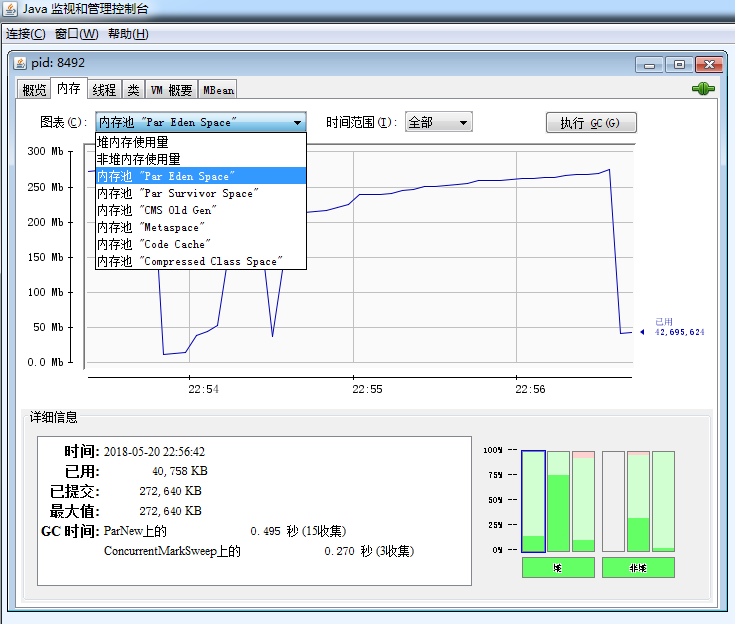 Java 监视和管理控制台
连接(C) 窗口(W) 帮助(H)
pid: 8492
概览 内存 线程 类 VM 概要 MBean
图表(C): 内存池 "Par Eden Space" 时间范围(I): 全部 执行 GC(G)
堆内存使用量
非堆内存使用量
内存池 "Par Eden Space"
内存池 "Par Survivor Space"
内存池 "CMS Old Gen"
内存池 "Metaspace"
内存池 "Code Cache"
内存池 "Compressed Class Space"
300 Mb
250 Mb
200 Mb
150 Mb
100 Mb
50 Mb
0.0 Mb
已用
42,695,624
22:54 22:55 22:56
详细信息
时间: 2018-05-20 22:56:42
已用: 40,758 KB
已提交: 272,640 KB
最大值: 272,640 KB
GC 时间: ParNew上的 0.495 秒 (15收集)
ConcurrentMarkSweep上的 0.270 秒 (3收集)
100%
75%
50%
25%
0%
堆 非堆